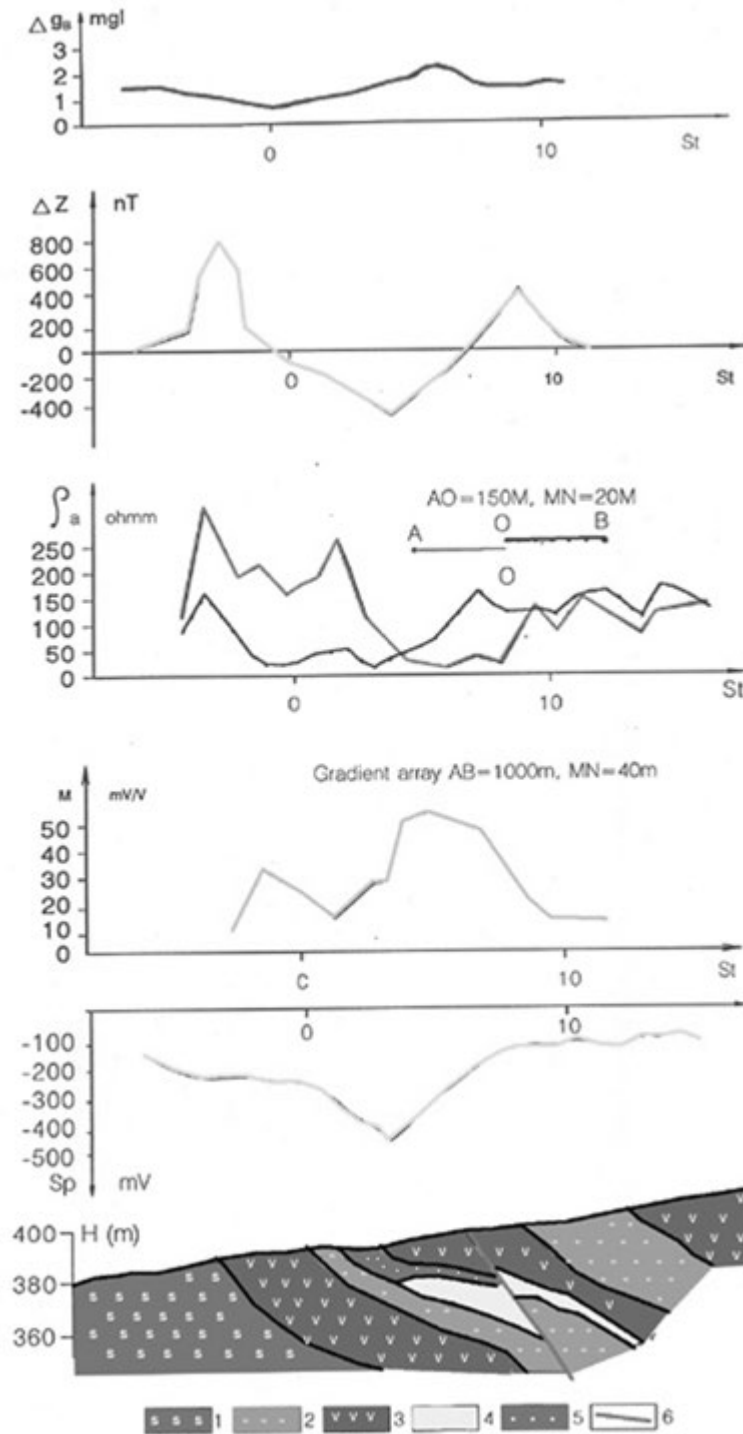 Δ ga mgl
3
2
1
0
0 10 St
Δ Z nT
800
600
400
200
0
-200
-400
0 10 St
ρa ohmm
AO=150M, MN=20M
A O B
O
250
200
150
100
50
0
0 10 St
M mV/V
Gradient array AB=1000m, MN=40m
50
40
30
20
10
0
C 10 St
0 10
-100
-200
-300
-400
-500
Sp mV
H (m)
400
380
360
s s s 1 2 v v v 3 4 5 6